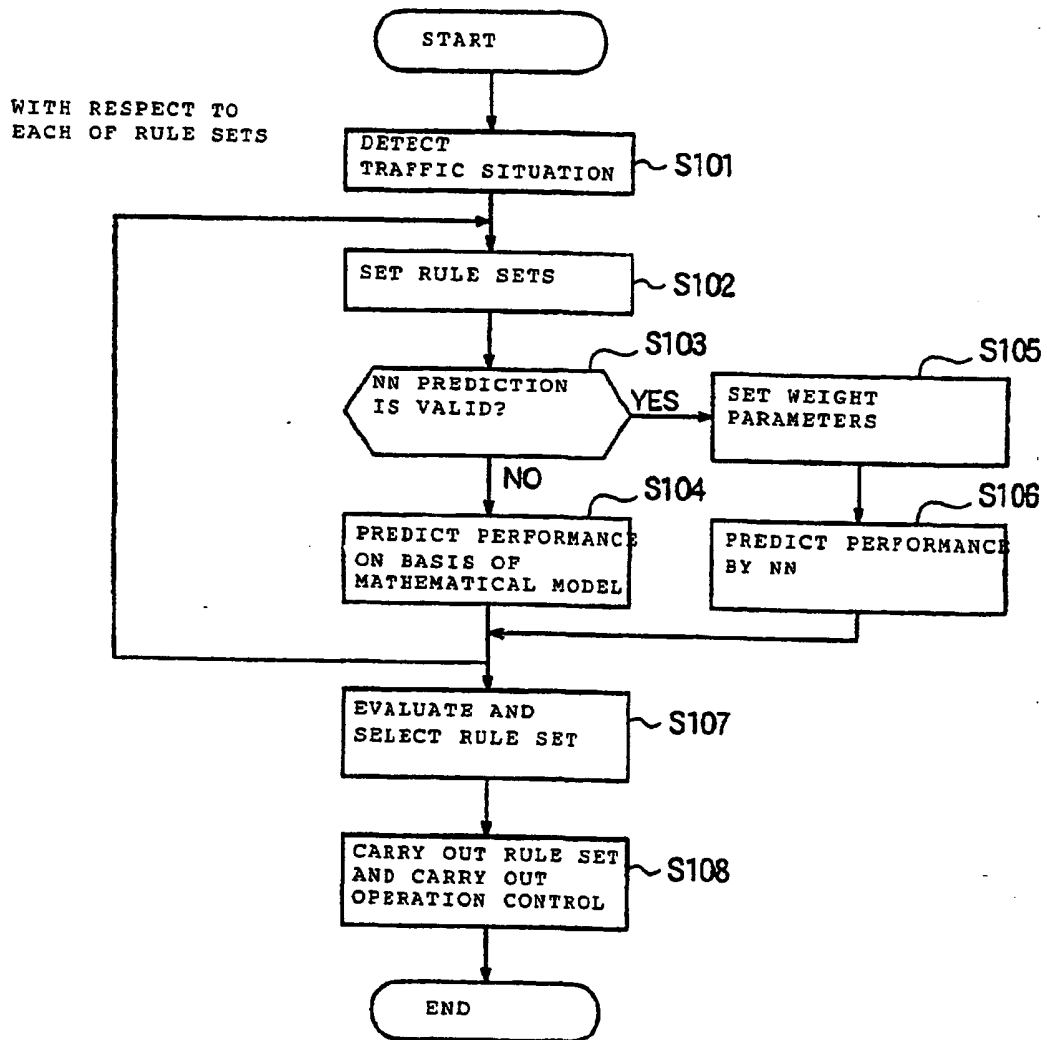 START
WITH RESPECT TO
EACH OF RULE SETS
DETECT
TRAFFIC SITUATION
S101
SET RULE SETS
S102
S103
NN PREDICTION
IS VALID?
YES
S105
SET WEIGHT
PARAMETERS
NO
S104
PREDICT PERFORMANCE
ON BASIS OF
MATHEMATICAL MODEL
S106
PREDICT PERFORMANCE
BY NN
EVALUATE AND
SELECT RULE SET
S107
CARRY OUT RULE SET
AND CARRY OUT
OPERATION CONTROL
S108
END